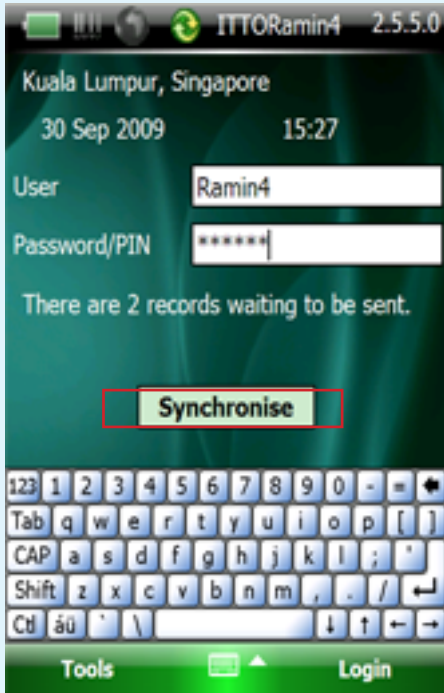 ITTORamin4 2.5.5.0
Kuala Lumpur, Singapore
30 Sep 2009 15:27
User Ramin4
Password/PIN ******
There are 2 records waiting to be sent.
Synchronise
123 1 2 3 4 5 6 7 8 9 0 - =
Tab q w e r t y u i o p [ ]
CAP a s d f g h j k l ; '
Shift z x c v b n m , . /
Ctl áü ` \
Tools Login